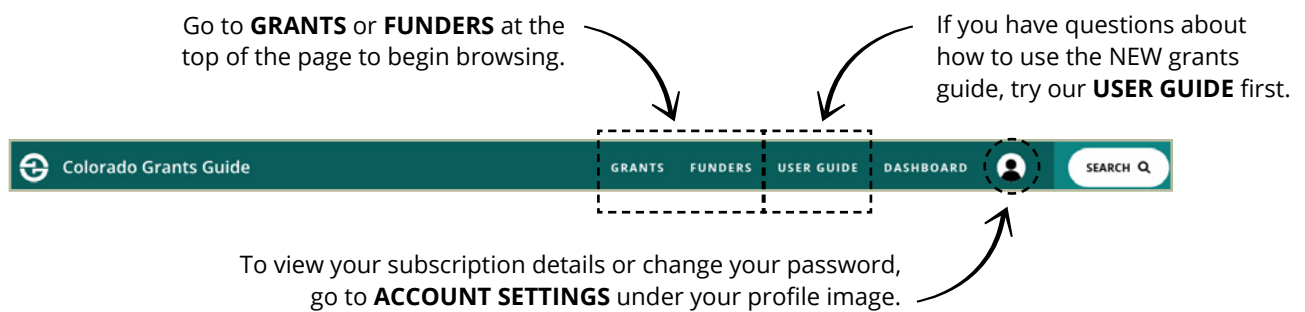 Go to GRANTS or FUNDERS at the
top of the page to begin browsing.
If you have questions about
how to use the NEW grants
guide, try our USER GUIDE first.
Colorado Grants Guide
GRANTS FUNDERS USER GUIDE DASHBOARD SEARCH
To view your subscription details or change your password,
go to ACCOUNT SETTINGS under your profile image.